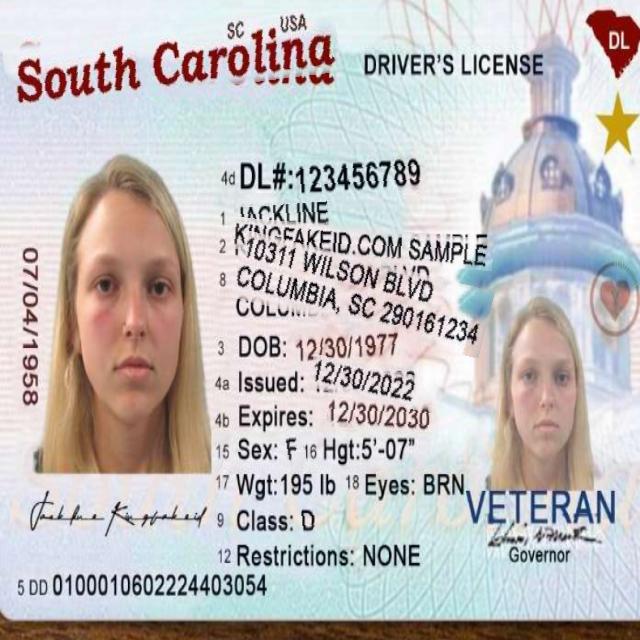 SC USA
South Carolina
DRIVER'S LICENSE
DL
4d DL#:123456789
1 JACKLINE
2 KINGFAKEID.COM SAMPLE
10311 WILSON BLVD
8 COLUMBIA, SC 290161234
07/04/1958
3 DOB: 12/30/1977
4a Issued: 12/30/2022
4b Expires: 12/30/2030
15 Sex: F 16 Hgt:5'-07"
17 Wgt:195 lb 18 Eyes: BRN
VETERAN
9 Class: D
Governor
12 Restrictions: NONE
5 DD 0100010602224403054